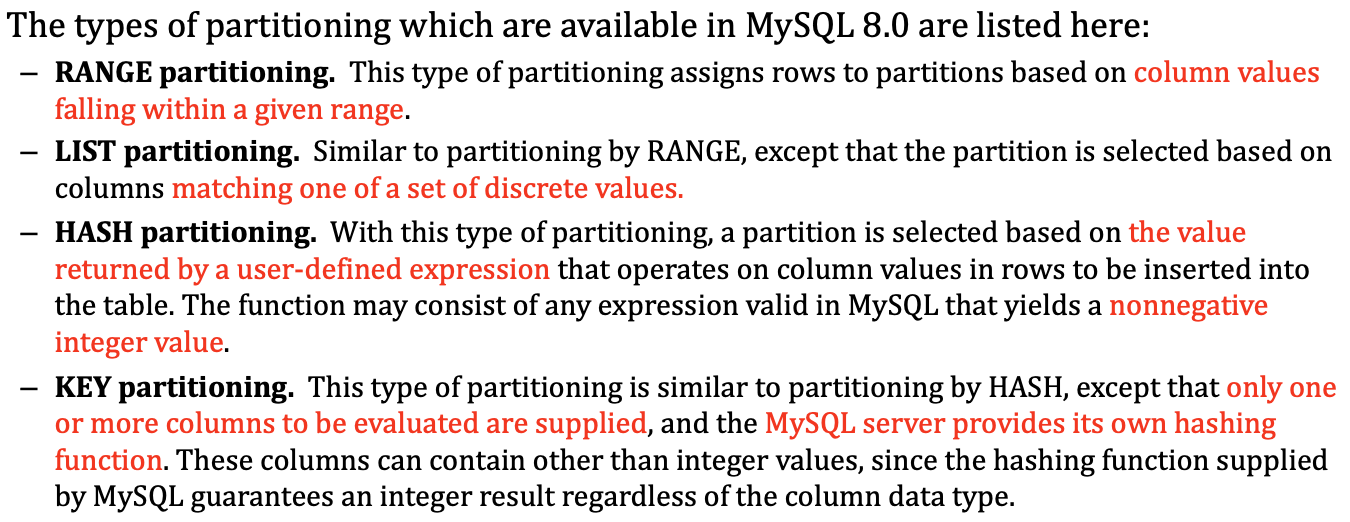 The types of partitioning which are available in MySQL 8.0 are listed here:
– RANGE partitioning. This type of partitioning assigns rows to partitions based on column values
falling within a given range.
– LIST partitioning. Similar to partitioning by RANGE, except that the partition is selected based on
columns matching one of a set of discrete values.
– HASH partitioning. With this type of partitioning, a partition is selected based on the value
returned by a user-defined expression that operates on column values in rows to be inserted into
the table. The function may consist of any expression valid in MySQL that yields a nonnegative
integer value.
– KEY partitioning. This type of partitioning is similar to partitioning by HASH, except that only one
or more columns to be evaluated are supplied, and the MySQL server provides its own hashing
function. These columns can contain other than integer values, since the hashing function supplied
by MySQL guarantees an integer result regardless of the column data type.